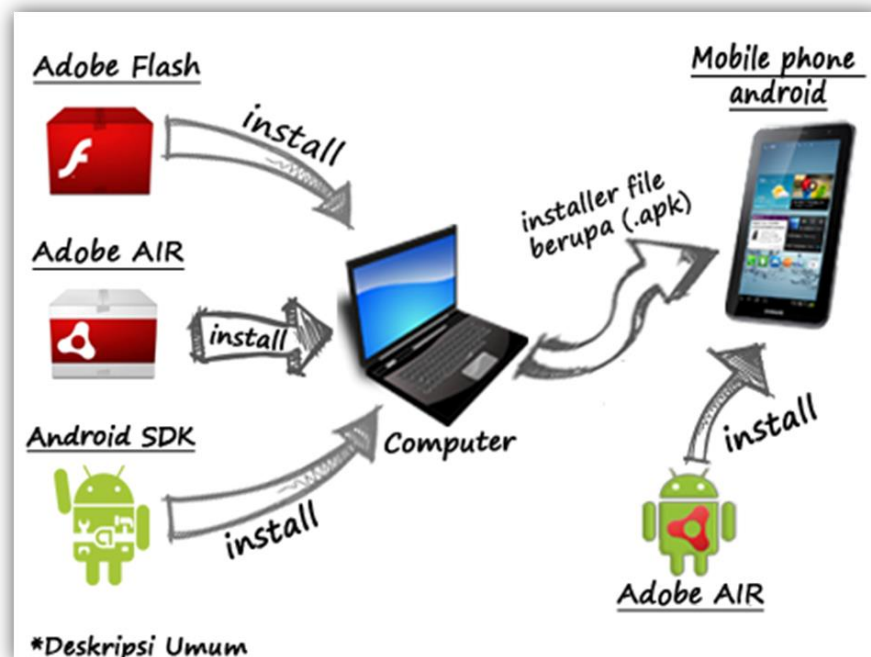 Adobe Flash
install
Mobile phone
android
installer file
berupa (.apk)
Adobe AIR
install
Android SDK
install
Computer
install
Adobe AIR
*Deskripsi Umum